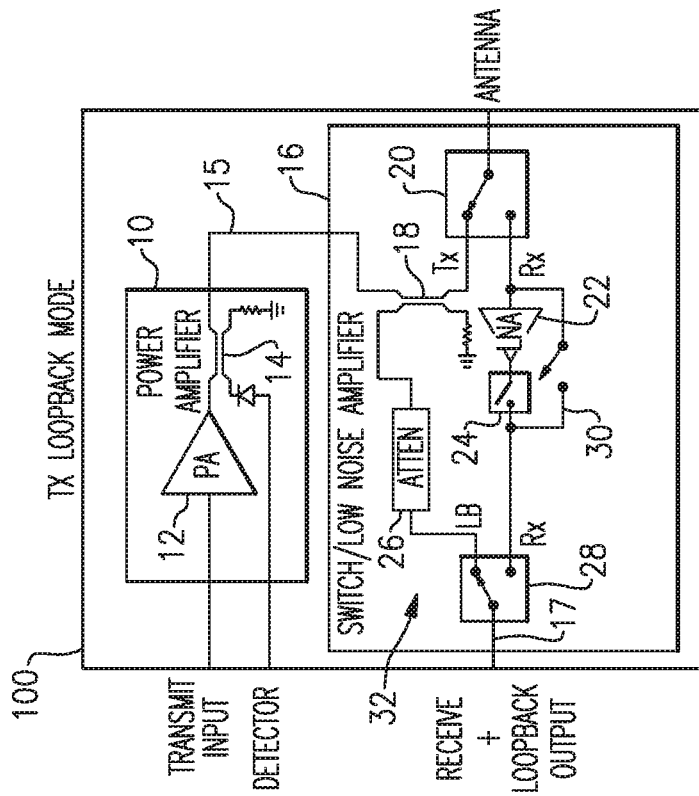 TX LOOPBACK MODE
100
10
15
POWER
AMPLIFIER
PA
12
14
16
TRANSMIT
INPUT
DETECTOR
SWITCH/LOW NOISE AMPLIFIER
18
ATTEN
26
Tx
20
ANTENNA
LB
Rx
32
LNA
22
24
30
Rx
28
17
RECEIVE
+
LOOPBACK
OUTPUT